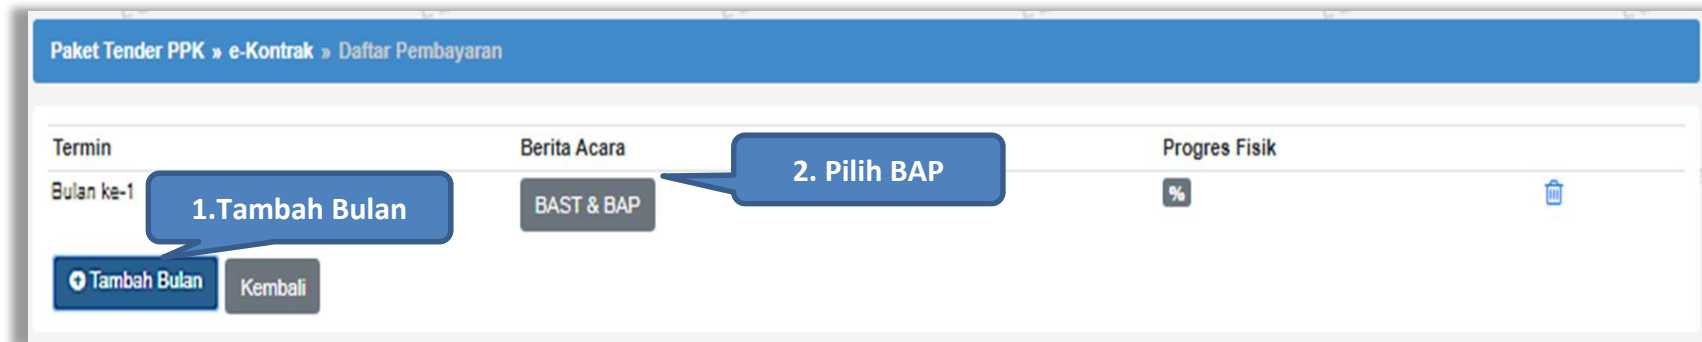 Paket Tender PPK » e-Kontrak » Daftar Pembayaran
Termin Berita Acara Progres Fisik
2. Pilih BAP
Bulan ke-1 BAST & BAP %
1.Tambah Bulan
Tambah Bulan Kembali